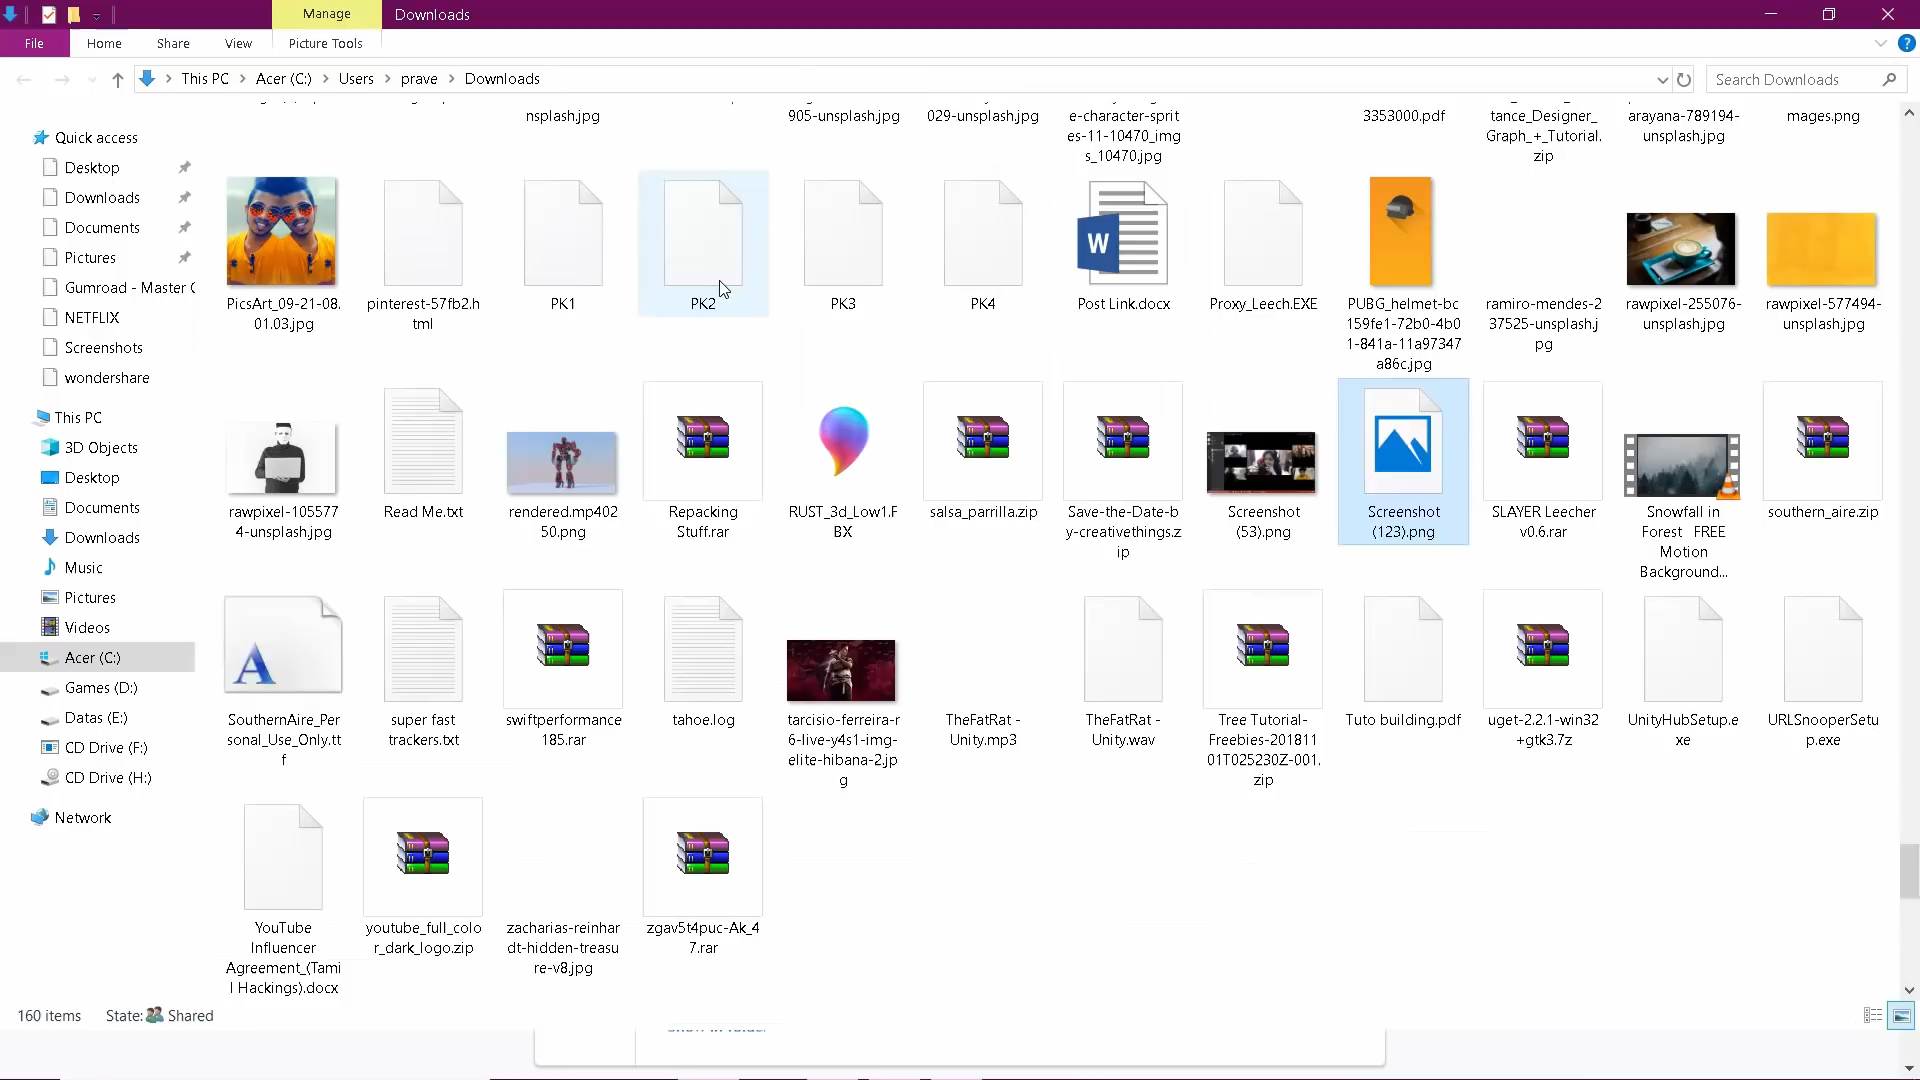 Manage
Downloads
File
Home
Share
View
Picture Tools
This PC
Acer (C:)
Users
prave
Downloads
Search Downloads
Quick access
Desktop
Downloads
Documents
Pictures
Gumroad - Master
NETFLIX
Screenshots
wondershare
This PC
3D Objects
Desktop
Documents
Downloads
Music
Pictures
Videos
Acer (C:)
Games (D:)
Datas (E:)
CD Drive (F:)
CD Drive (H:)
Network
nsplash.jpg
905-unsplash.jpg
029-unsplash.jpg
e-character-sprit
es-11-10470_img
s_10470.jpg
3353000.pdf
tance_Designer_
Graph_+_Tutorial.
zip
arayana-789194-
unsplash.jpg
mages.png
PicsArt_09-21-08.
01.03.jpg
pinterest-57fb2.h
tml
PK1
PK2
PK3
PK4
W
Post Link.docx
Proxy_Leech.EXE
PUBG_helmet-bc
159fe1-72b0-4b0
1-841a-11a97347
a86c.jpg
ramiro-mendes-2
37525-unsplash.j
pg
rawpixel-255076-
unsplash.jpg
rawpixel-577494-
unsplash.jpg
rawpixel-105577
4-unsplash.jpg
Read Me.txt
rendered.mp402
50.png
Repacking
Stuff.rar
RUST_3d_Low1.F
BX
salsa_parrilla.zip
Save-the-Date-b
y-creativethings.z
ip
Screenshot
(53).png
Screenshot
(123).png
SLAYER Leecher
v0.6.rar
Snowfall in
Forest FREE
Motion
Background...
southern_aire.zip
A
SouthernAire_Per
sonal_Use_Only.tt
f
super fast
trackers.txt
swiftperformance
185.rar
tahoe.log
tarcisio-ferreira-r
6-live-y4s1-img-
elite-hibana-2.jp
g
TheFatRat -
Unity.mp3
TheFatRat -
Unity.wav
Tree Tutorial-
Freebies-201811
01T025230Z-001.
zip
Tuto building.pdf
uget-2.2.1-win32
+gtk3.7z
UnityHubSetup.e
xe
URLSnooperSetu
p.exe
YouTube
Influencer
Agreement_(Tami
l Hackings).docx
youtube_full_colo
r_dark_logo.zip
zacharias-reinhar
dt-hidden-treasu
re-v8.jpg
zgav5t4puc-Ak_4
7.rar
160 items
State:
Shared